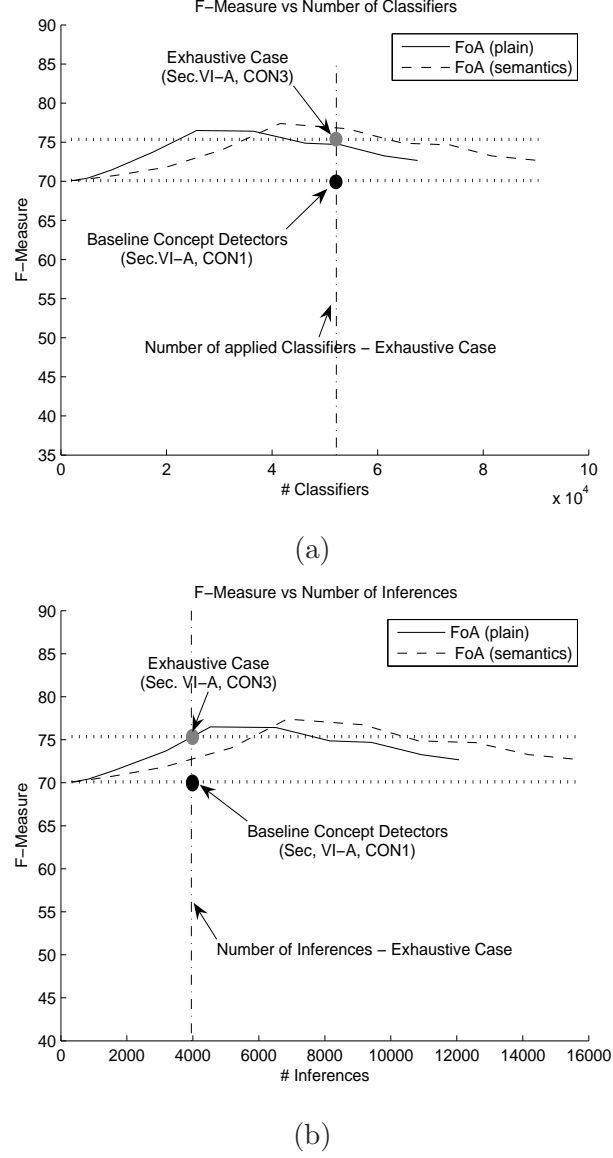 F−Measure vs Number of Classifiers
FoA (plain)
FoA (semantics)
Exhaustive Case
(Sec.VI−A, CON3)
Baseline Concept Detectors
(Sec.VI−A, CON1)
Number of applied Classifiers − Exhaustive Case
F−Measure
90
85
80
75
70
65
60
55
50
45
40
35
0
2
4
6
8
10
x 10^4
# Classifiers
(a)
F−Measure vs Number of Inferences
FoA (plain)
FoA (semantics)
Exhaustive Case
(Sec. VI−A, CON3)
Baseline Concept Detectors
(Sec, VI−A, CON1)
Number of Inferences − Exhaustive Case
F−Measure
90
85
80
75
70
65
60
55
50
45
40
0
2000
4000
6000
8000
10000
12000
14000
16000
# Inferences
(b)